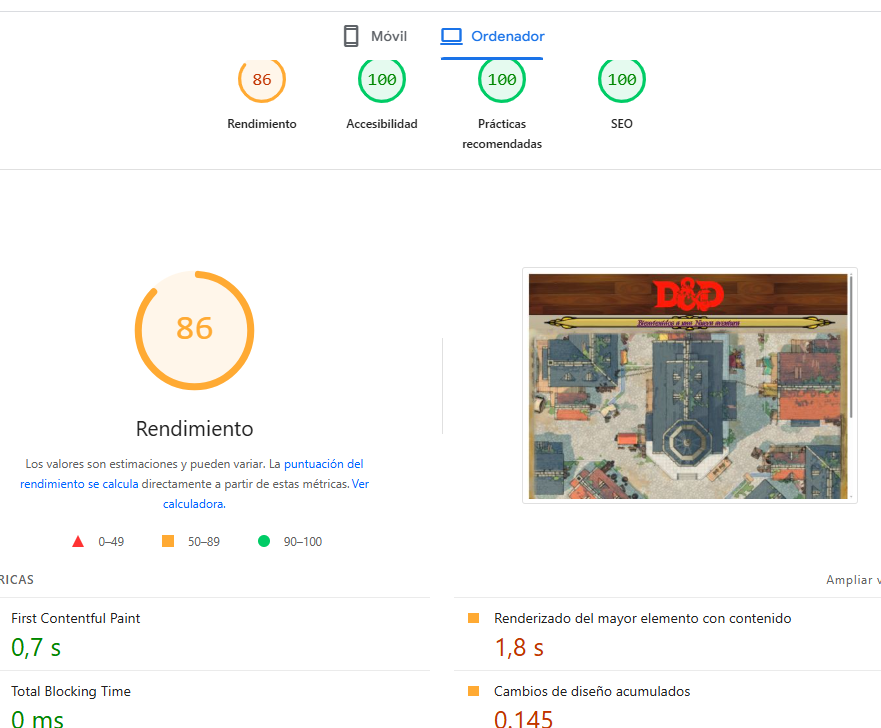 Móvil
Ordenador
86
100
100
100
Rendimiento
Accesibilidad
Prácticas
recomendadas
SEO
86
Rendimiento
Los valores son estimaciones y pueden variar. La puntuación del
rendimiento se calcula directamente a partir de estas métricas. Ver
calculadora.
0–49
50–89
90–100
D&D
Bienvenidos a una Nueva aventura
RICAS
Ampliar v
First Contentful Paint
0,7 s
Renderizado del mayor elemento con contenido
1,8 s
Total Blocking Time
0 ms
Cambios de diseño acumulados
0.145